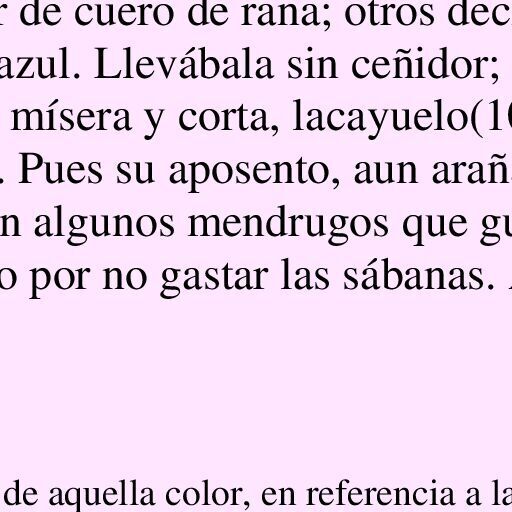 de cuero de rana; otros dec
azul. Llevábala sin ceñidor;
mísera y corta, lacayuelo(10
. Pues su aposento, aun arañ
n algunos mendrugos que gu
o por no gastar las sábanas.
de aquella color, en referencia a la